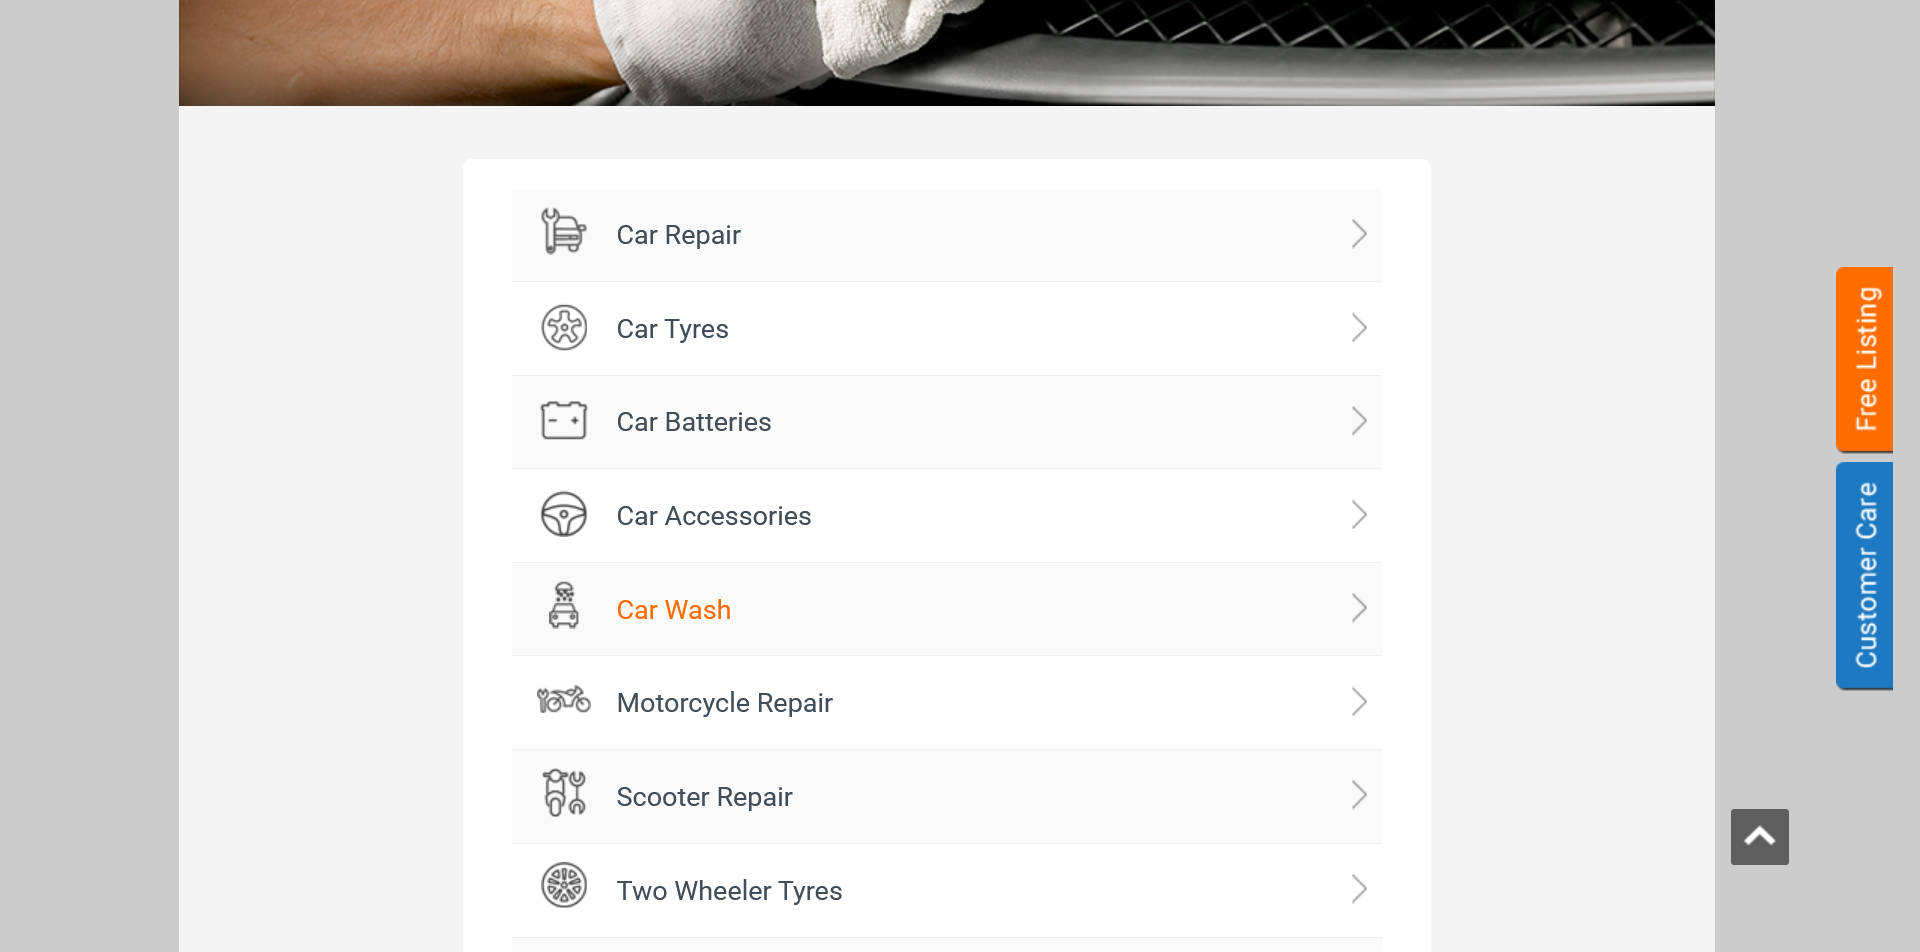 Car Repair
Car Tyres
Car Batteries
Car Accessories
Car Wash
Motorcycle Repair
Scooter Repair
Two Wheeler Tyres
Free Listing
Customer Care